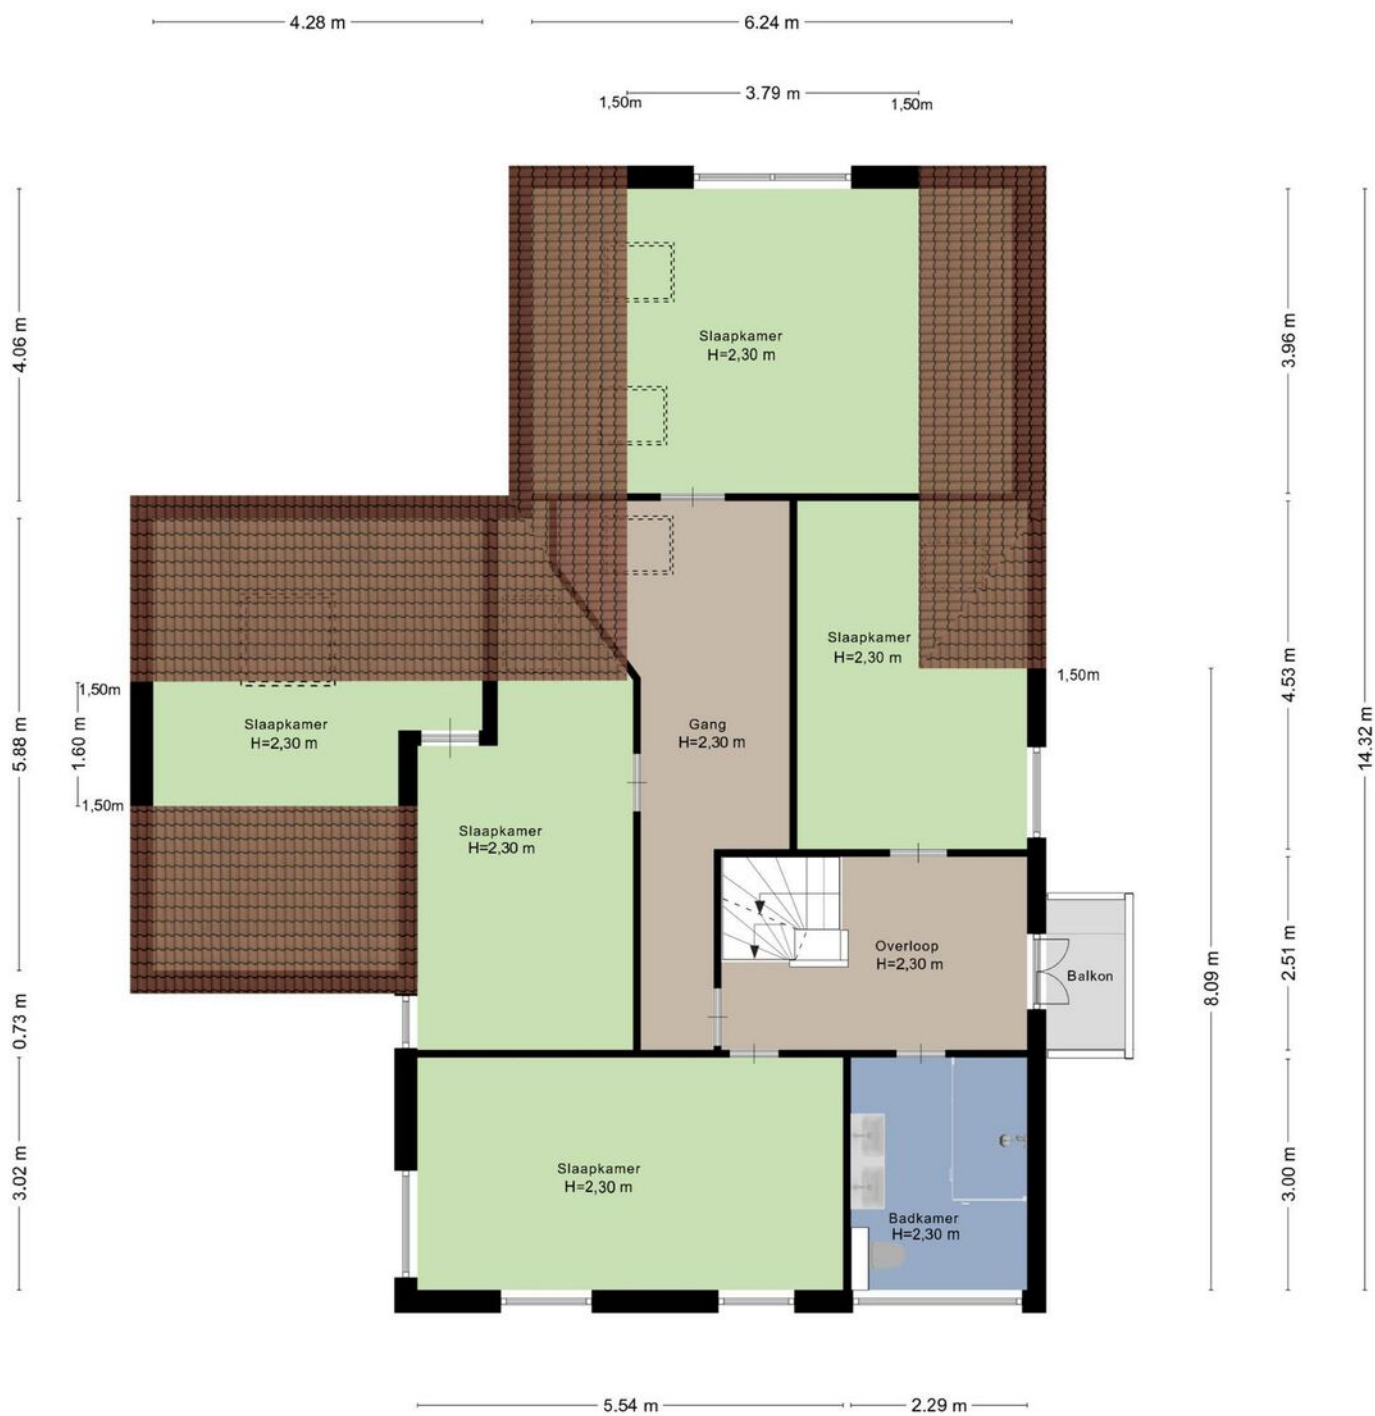 4.28 m
6.24 m
3.79 m
1,50m
1,50m
4.06 m
3.96 m
Slaapkamer
H=2,30 m
Slaapkamer
H=2,30 m
4.53 m
1,50m
1,50m
Slaapkamer
H=2,30 m
Gang
H=2,30 m
14.32 m
5.88 m
1.60 m
1,50m
Slaapkamer
H=2,30 m
Overloop
H=2,30 m
Balkon
2.51 m
8.09 m
0.73 m
3.02 m
Slaapkamer
H=2,30 m
Badkamer
H=2,30 m
3.00 m
5.54 m
2.29 m